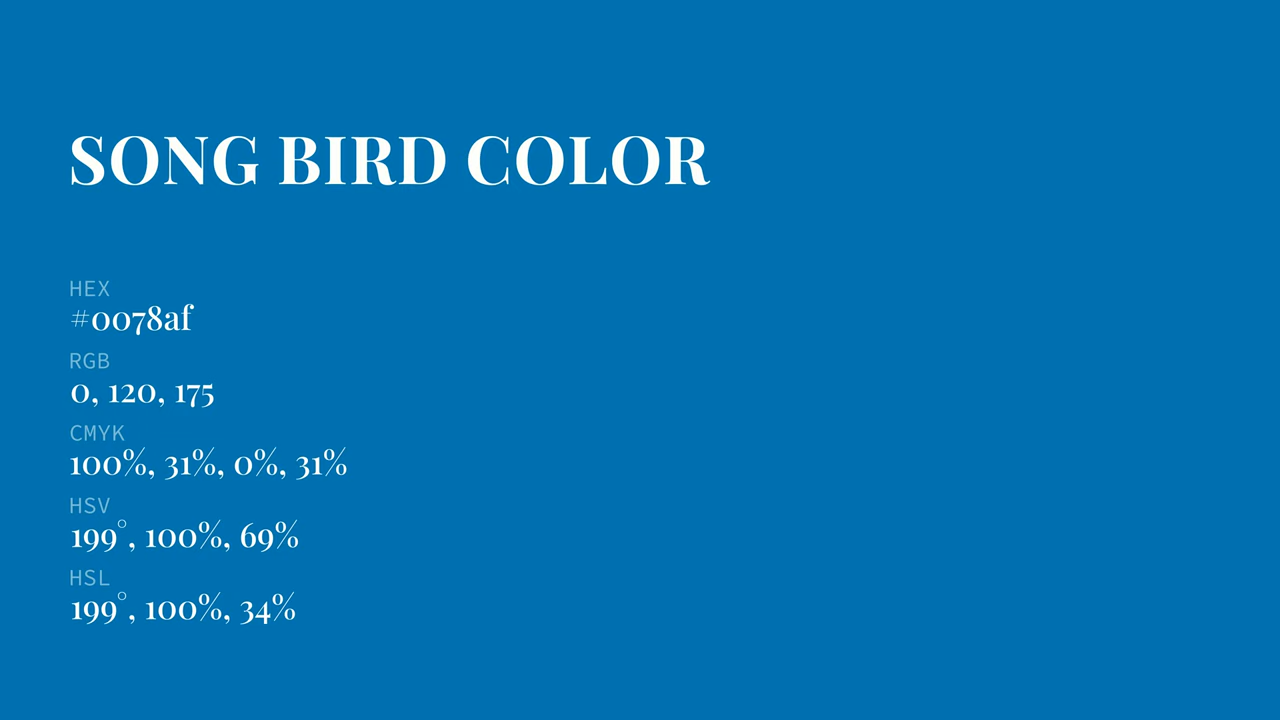 SONG BIRD COLOR
HEX
#0078af
RGB
0, 120, 175
CMYK
100%, 31%, 0%, 31%
HSV
199°, 100%, 69%
HSL
199°, 100%, 34%